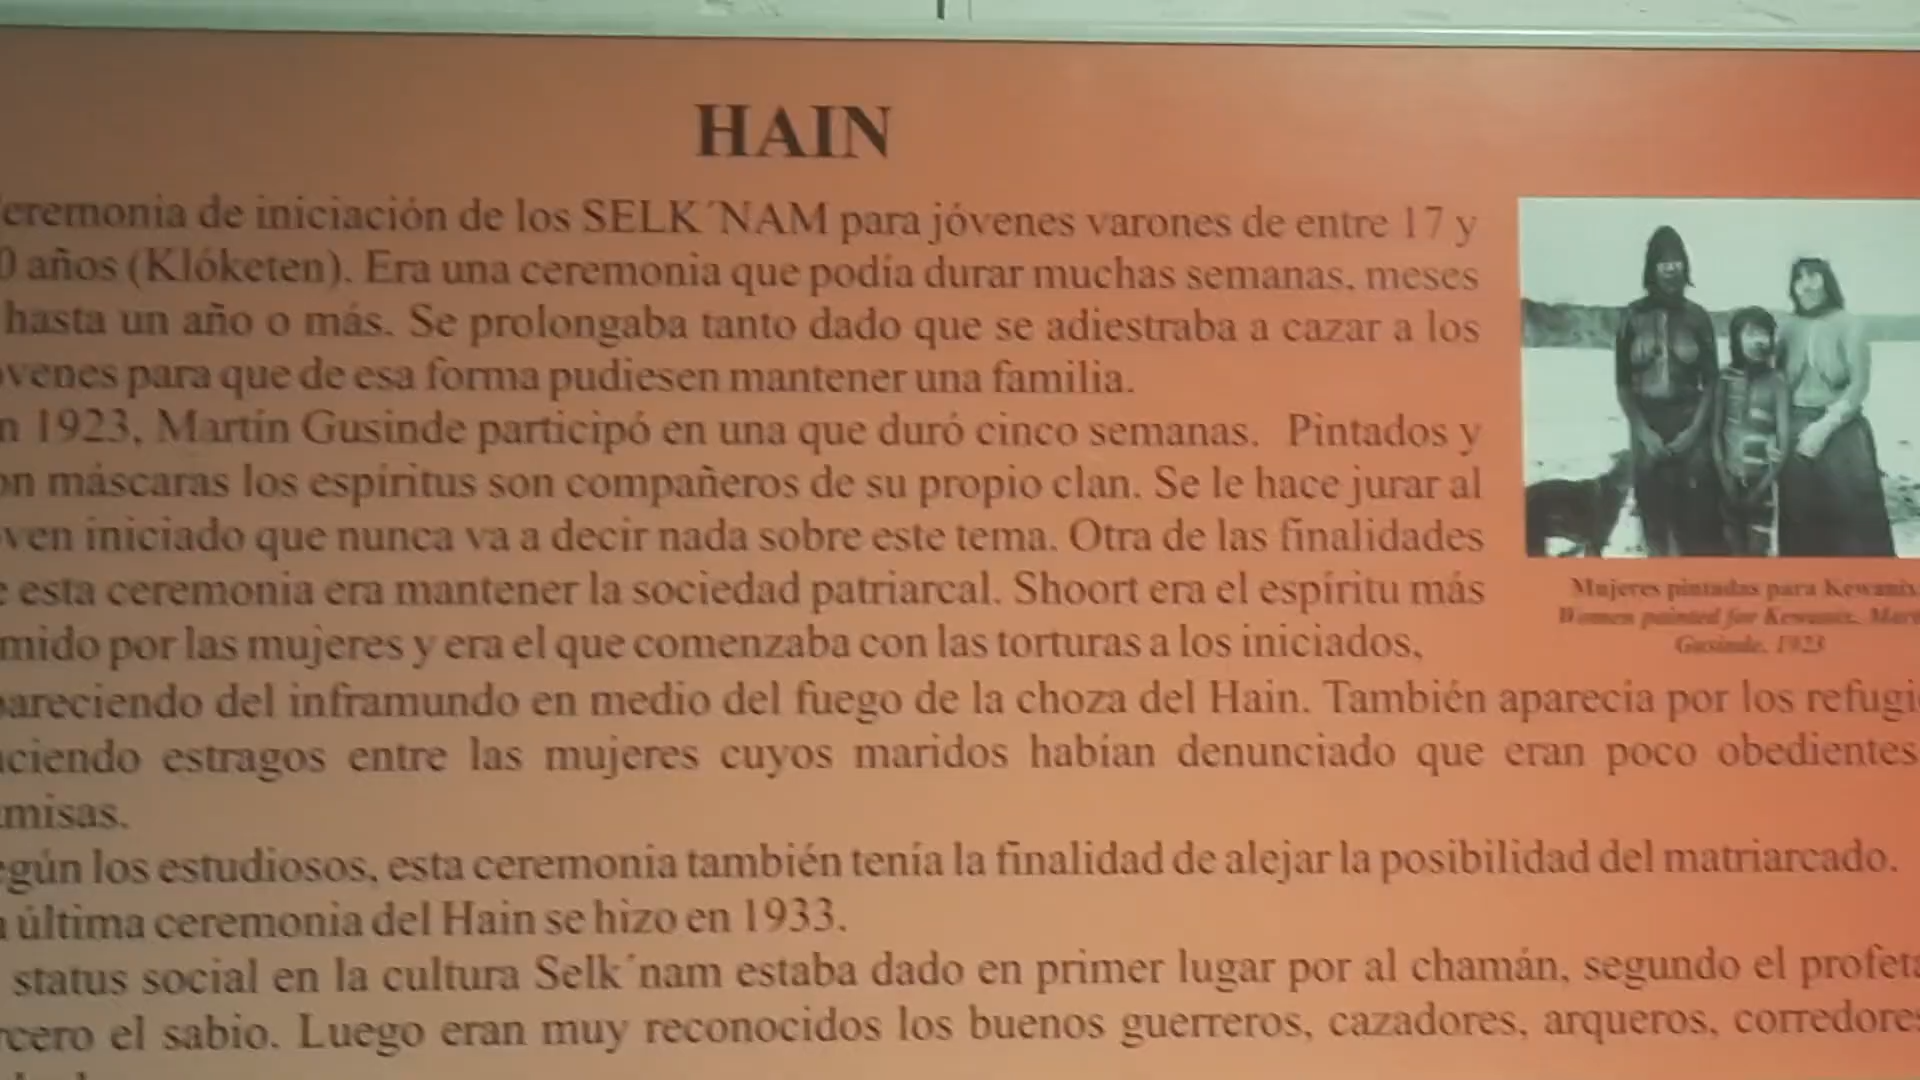 HAIN
eremonia de iniciación de los SELK´NAM para jóvenes varones de entre 17 y
0 años (Klóketen). Era una ceremonia que podía durar muchas semanas, meses
hasta un año o más. Se prolongaba tanto dado que se adiestraba a cazar a los
venes para que de esa forma pudiesen mantener una familia.
n 1923, Martín Gusinde participó en una que duró cinco semanas. Pintados y
on máscaras los espíritus son compañeros de su propio clan. Se le hace jurar al
ven iniciado que nunca va a decir nada sobre este tema. Otra de las finalidades
e esta ceremonia era mantener la sociedad patriarcal. Shoort era el espíritu más
mido por las mujeres y era el que comenzaba con las torturas a los iniciados,
areciendo del inframundo en medio del fuego de la choza del Hain. También aparecía por los refugi
ciendo estragos entre las mujeres cuyos maridos habían denunciado que eran poco obedientes
misas.
gún los estudiosos, esta ceremonia también tenía la finalidad de alejar la posibilidad del matriarcado.
a última ceremonia del Hain se hizo en 1933.
status social en la cultura Selk´nam estaba dado en primer lugar por al chamán, segundo el profeta
rcero el sabio. Luego eran muy reconocidos los buenos guerreros, cazadores, arqueros, corredores
Mujeres pintadas para Kewanix.
Women painted for Kewanix. Mart
Gusinde, 1923